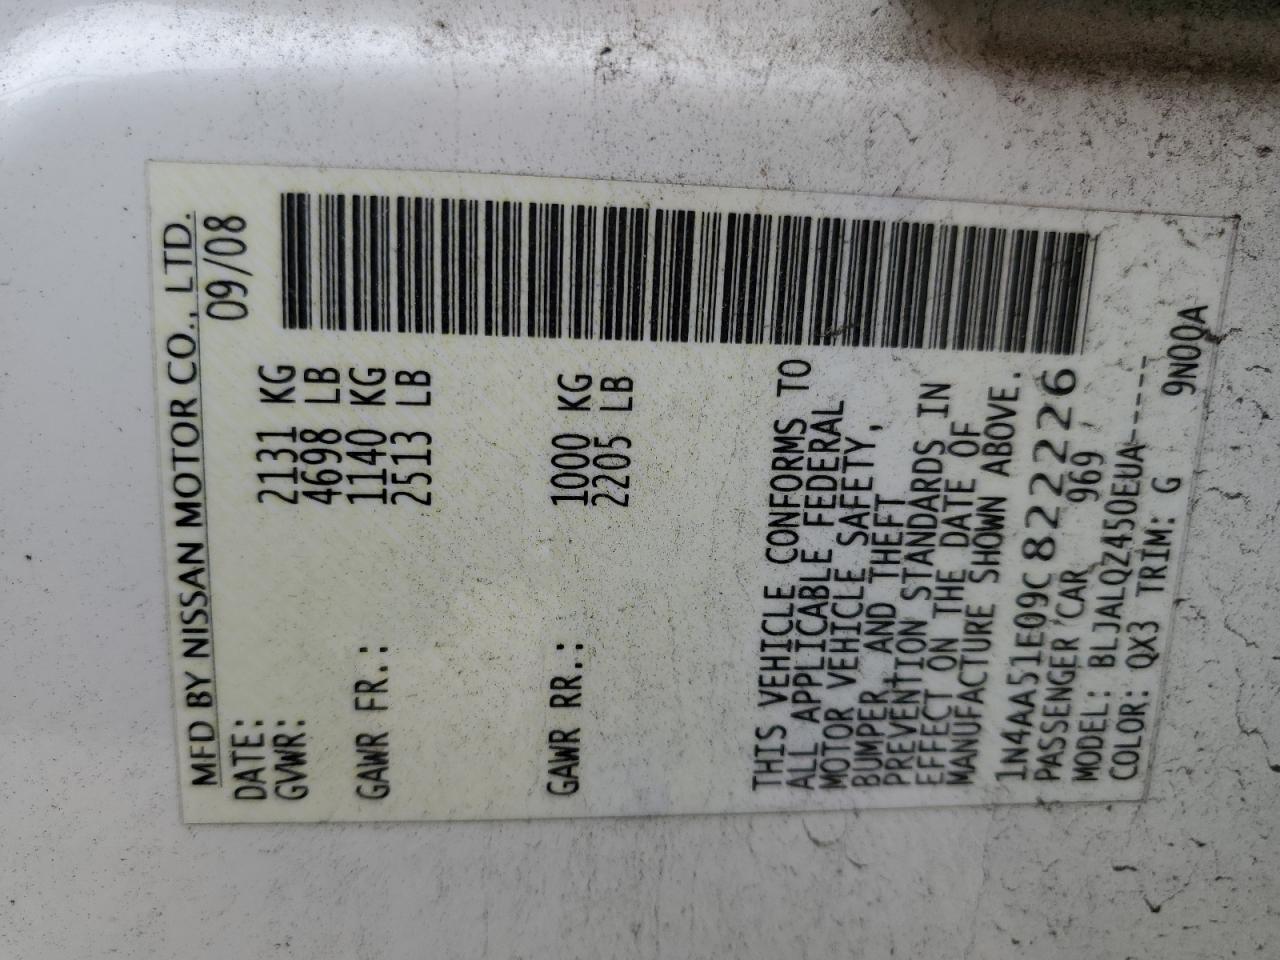 MFD BY NISSAN MOTOR CO., LTD.
DATE: 09/08
GVWR: 2131 KG
4698 LB
GAWR FR.: 1140 KG
2513 LB
GAWR RR.: 1000 KG
2205 LB
THIS VEHICLE CONFORMS TO
ALL APPLICABLE FEDERAL
MOTOR VEHICLE SAFETY,
BUMPER, AND THEFT
PREVENTION STANDARDS IN
EFFECT ON THE DATE OF
MANUFACTURE SHOWN ABOVE.
1N4AA51E09C822226
PASSENGER CAR 969
MODEL: BLJALQZ450EUA-----
COLOR: QX3 TRIM: G 9N00A